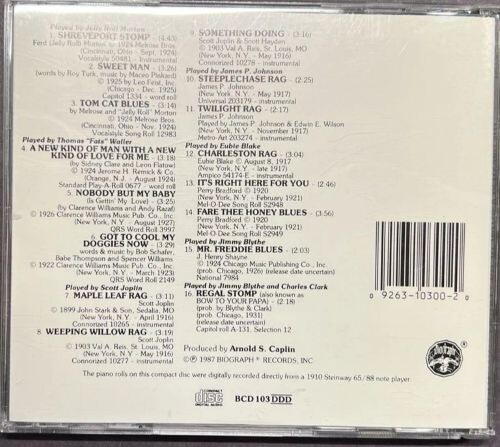 Played by Jelly Roll Morton
1. SHREVEPORT STOMP - (4:43)
Ferd (Jelly Roll) Morton © 1924 Melrose Bros.
(Cincinnati, Ohio - Sept. 1924)
Vocalstyle 50481 - Instrumental
2. SWEET MAN - (3:26)
(words by Roy Turk, music by Maceo Pinkard)
© 1925 by Leo Feist, Inc.
(Chicago - Dec. 1925)
Capitol 1334 - word roll
3. TOM CAT BLUES - (3:14)
by Melrose and "Jelly Roll" Morton
© 1924 Melrose Bros.
(Cincinnati, Ohio - Nov. 1924)
Vocalstyle Song Roll 12983
Played by Thomas "Fats" Waller
4. A NEW KIND OF MAN WITH A NEW
KIND OF LOVE FOR ME - (3:18)
(by Sidney Clare and Leon Flatow)
© 1924 Jerome H. Remick & Co.
(Orange, N.J. - August 1924)
Standard Play-A-Roll 0677 - word roll
5. NOBODY BUT MY BABY
(Is Gettin' My Love) - (3:20)
(by Clarence Williams and Andy Razaf)
© 1926 Clarence Williams Music Pub. Co., Inc.
(New York, N.Y. - August 1927)
QRS Word Roll 3997
6. GOT TO COOL MY
DOGGIES NOW - (3:29)
words & music by Bob Schafer,
Babe Thompson and Spencer Williams
© 1922 Clarence Williams Music Pub. Co., Inc.
(New York, N.Y. - March 1923)
QRS Word Roll 2149
Played by Scott Joplin
7. MAPLE LEAF RAG - (3:11)
Scott Joplin
© 1899 John Stark & Son, Sedalia, MO
(New York, N.Y. - April 1916)
Connorized 10265 - instrumental
8. WEEPING WILLOW RAG - (3:19)
Scott Joplin
© 1903 Val A. Reis, St. Louis, MO
(New York, N.Y - May 1916)
Connorized 10277 - instrumental
9. SOMETHING DOING - (3:16)
Scott Joplin & Scott Hayden
© 1903 Val A. Reis, St. Louis, MO
(New York, N.Y. - May 1916)
Connorized 10278 - instrumental
Played by James P. Johnson
10. STEEPLECHASE RAG - (2:25)
James P. Johnson
(New York, N.Y. - May 1917)
Universal 203179 - instrumental
11. TWILIGHT RAG - (2:51)
James P. Johnson
Played by James P. Johnson & Edwin E. Wilson
(New York, N.Y. - November 1917)
Metro-Art 203274 - instrumental
Played by Eubie Blake
12. CHARLESTON RAG - (3:04)
Eubie Blake © August 8, 1917
(New York, N.Y. - late 1917)
Ampico 54174-E - instrumental
13. IT'S RIGHT HERE FOR YOU - (2:46)
Perry Bradford © 1920
(New York, N.Y. - February 1921)
Mel-O-Dee Song Roll S2948
14. FARE THEE HONEY BLUES - (3:56)
Perry Bradford © 1920
(New York, N.Y. - February 1921)
Mel-O-Dee Song Roll S2949
Played by Jimmy Blythe
15. MR. FREDDIE BLUES - (2:03)
J. Henry Shayne
© 1924 Chicago Music Publishing Co., Inc.
(prob. Chicago, 1926) (release date uncertain)
National 7984
Played by Jimmy Blythe and Charles Clark
16. REGAL STOMP (also known as
BOW TO YOUR PAPA) - (2:18)
(prob. by Clarence Johnson)
release date uncertain
(prob. Chicago, 1931)
Capitol roll A-131, Selection 12
0 9263-10300-2 0
Produced by Arnold S. Caplin
©℗ 1987 BIOGRAPH® RECORDS, INC
The piano rolls on this compact disc were digitally recorded directly from a 1910 Steinway 65/88 note player.
COMPACT
disc
DIGITAL AUDIO
BCD 103 DDD